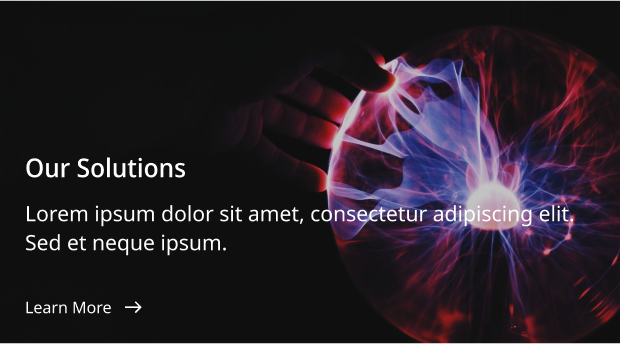 Our Solutions
Lorem ipsum dolor sit amet, consectetur adipiscing elit.
Sed et neque ipsum.
Learn More →